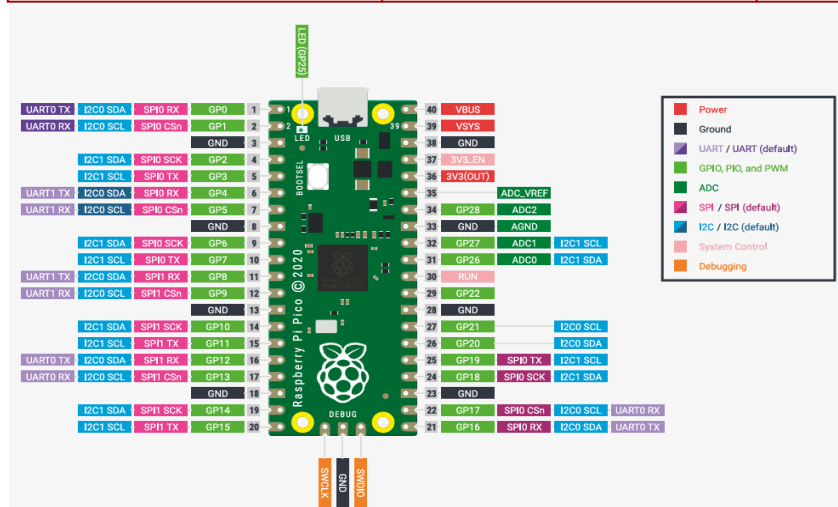 LED (GP25)
UART0 TX I2C0 SDA SPI0 RX GP0 1 1 40 VBUS
UART0 RX I2C0 SCL SPI0 CSn GP1 2 2 LED USB 39 39 VSYS
GND 3 38 GND
I2C1 SDA SPI0 SCK GP2 4 37 3V3_EN
I2C1 SCL SPI0 TX GP3 5 BOOTSEL 36 3V3(OUT)
UART1 TX I2C0 SDA SPI0 RX GP4 6 35 ADC_VREF
UART1 RX I2C0 SCL SPI0 CSn GP5 7 34 GP28 ADC2
GND 8 33 GND AGND
I2C1 SDA SPI0 SCK GP6 9 32 GP27 ADC1 I2C1 SCL
I2C1 SCL SPI0 TX GP7 10 31 GP26 ADC0 I2C1 SDA
UART1 TX I2C0 SDA SPI1 RX GP8 11 30 RUN
UART1 RX I2C0 SCL SPI1 CSn GP9 12 29 GP22
GND 13 28 GND
I2C1 SDA SPI1 SCK GP10 14 27 GP21 I2C0 SCL
I2C1 SCL SPI1 TX GP11 15 26 GP20 I2C0 SDA
UART0 TX I2C0 SDA SPI1 RX GP12 16 25 GP19 SPI0 TX I2C1 SCL
UART0 RX I2C0 SCL SPI1 CSn GP13 17 24 GP18 SPI0 SCK I2C1 SDA
GND 18 23 GND
I2C1 SDA SPI1 SCK GP14 19 22 GP17 SPI0 CSn I2C0 SCL UART0 RX
I2C1 SCL SPI1 TX GP15 20 21 GP16 SPI0 RX I2C0 SDA UART0 TX
Raspberry Pi Pico © 2020
DEBUG
SWCLK
GND
SWDIO
Power
Ground
UART / UART (default)
GPIO, PIO, and PWM
ADC
SPI / SPI (default)
I2C / I2C (default)
System Control
Debugging